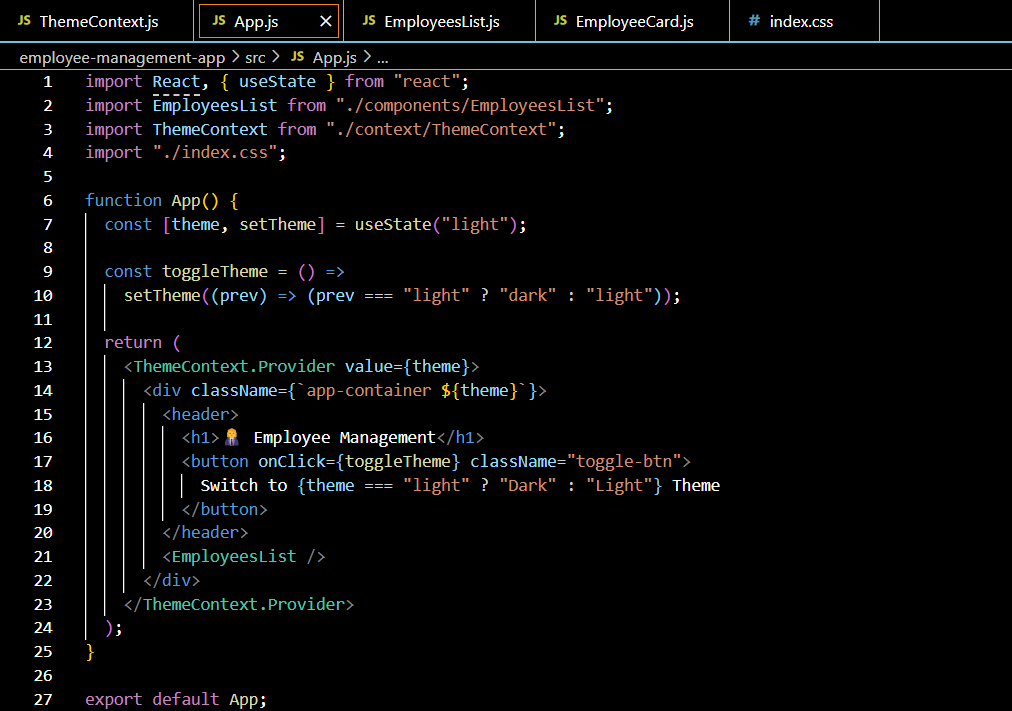 JS ThemeContext.js JS App.js × JS EmployeesList.js JS EmployeeCard.js # index.css
employee-management-app > src > JS App.js > ...
1 import React, { useState } from "react";
2 import EmployeesList from "./components/EmployeesList";
3 import ThemeContext from "./context/ThemeContext";
4 import "./index.css";
5
6 function App() {
7 const [theme, setTheme] = useState("light");
8
9 const toggleTheme = () =>
10 setTheme((prev) => (prev === "light" ? "dark" : "light"));
11
12 return (
13 <ThemeContext.Provider value={theme}>
14 <div className={`app-container ${theme}`}>
15 <header>
16 <h1>👨‍💼 Employee Management</h1>
17 <button onClick={toggleTheme} className="toggle-btn">
18 Switch to {theme === "light" ? "Dark" : "Light"} Theme
19 </button>
20 </header>
21 <EmployeesList />
22 </div>
23 </ThemeContext.Provider>
24 );
25 }
26
27 export default App;